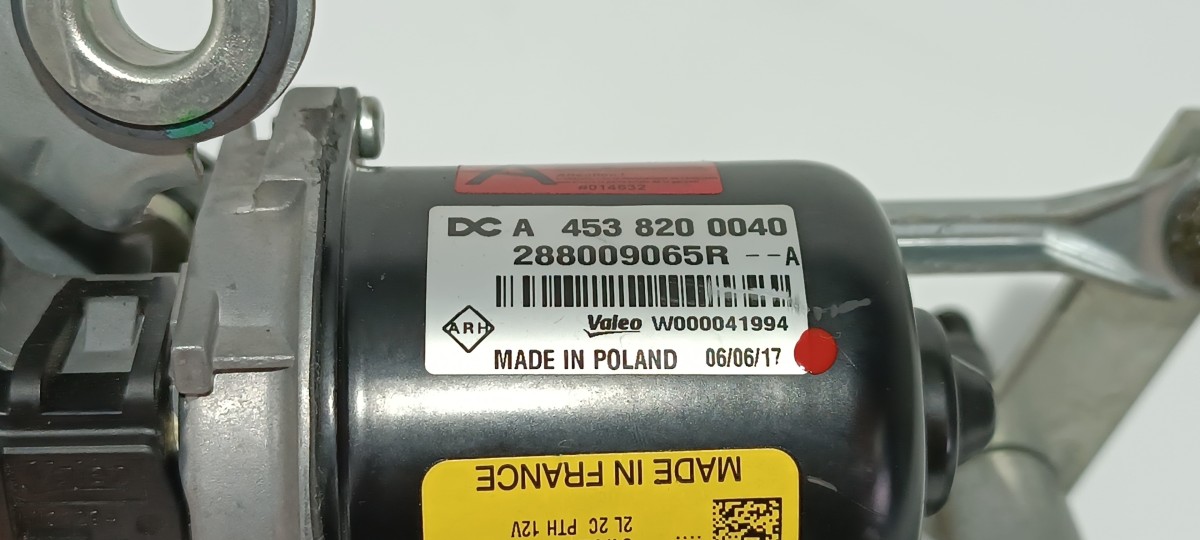 #014632
DC A 453 820 0040
288009065R --A
ARH
Valeo W000041994
MADE IN POLAND 06/06/17
MADE IN FRANCE
2L 2C PTH 12V